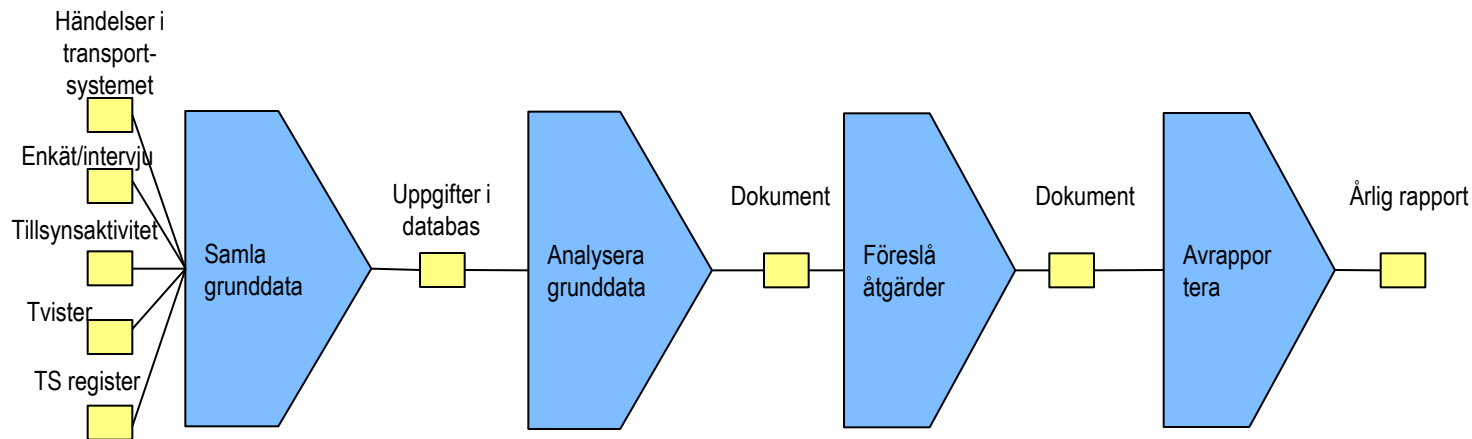 Händelser i
transport-
systemet
Enkät/intervju
Tillsynsaktivitet
Tvister
TS register
Samla
grunddata
Uppgifter i
databas
Analysera
grunddata
Dokument
Föreslå
åtgärder
Dokument
Avrappor
tera
Årlig rapport